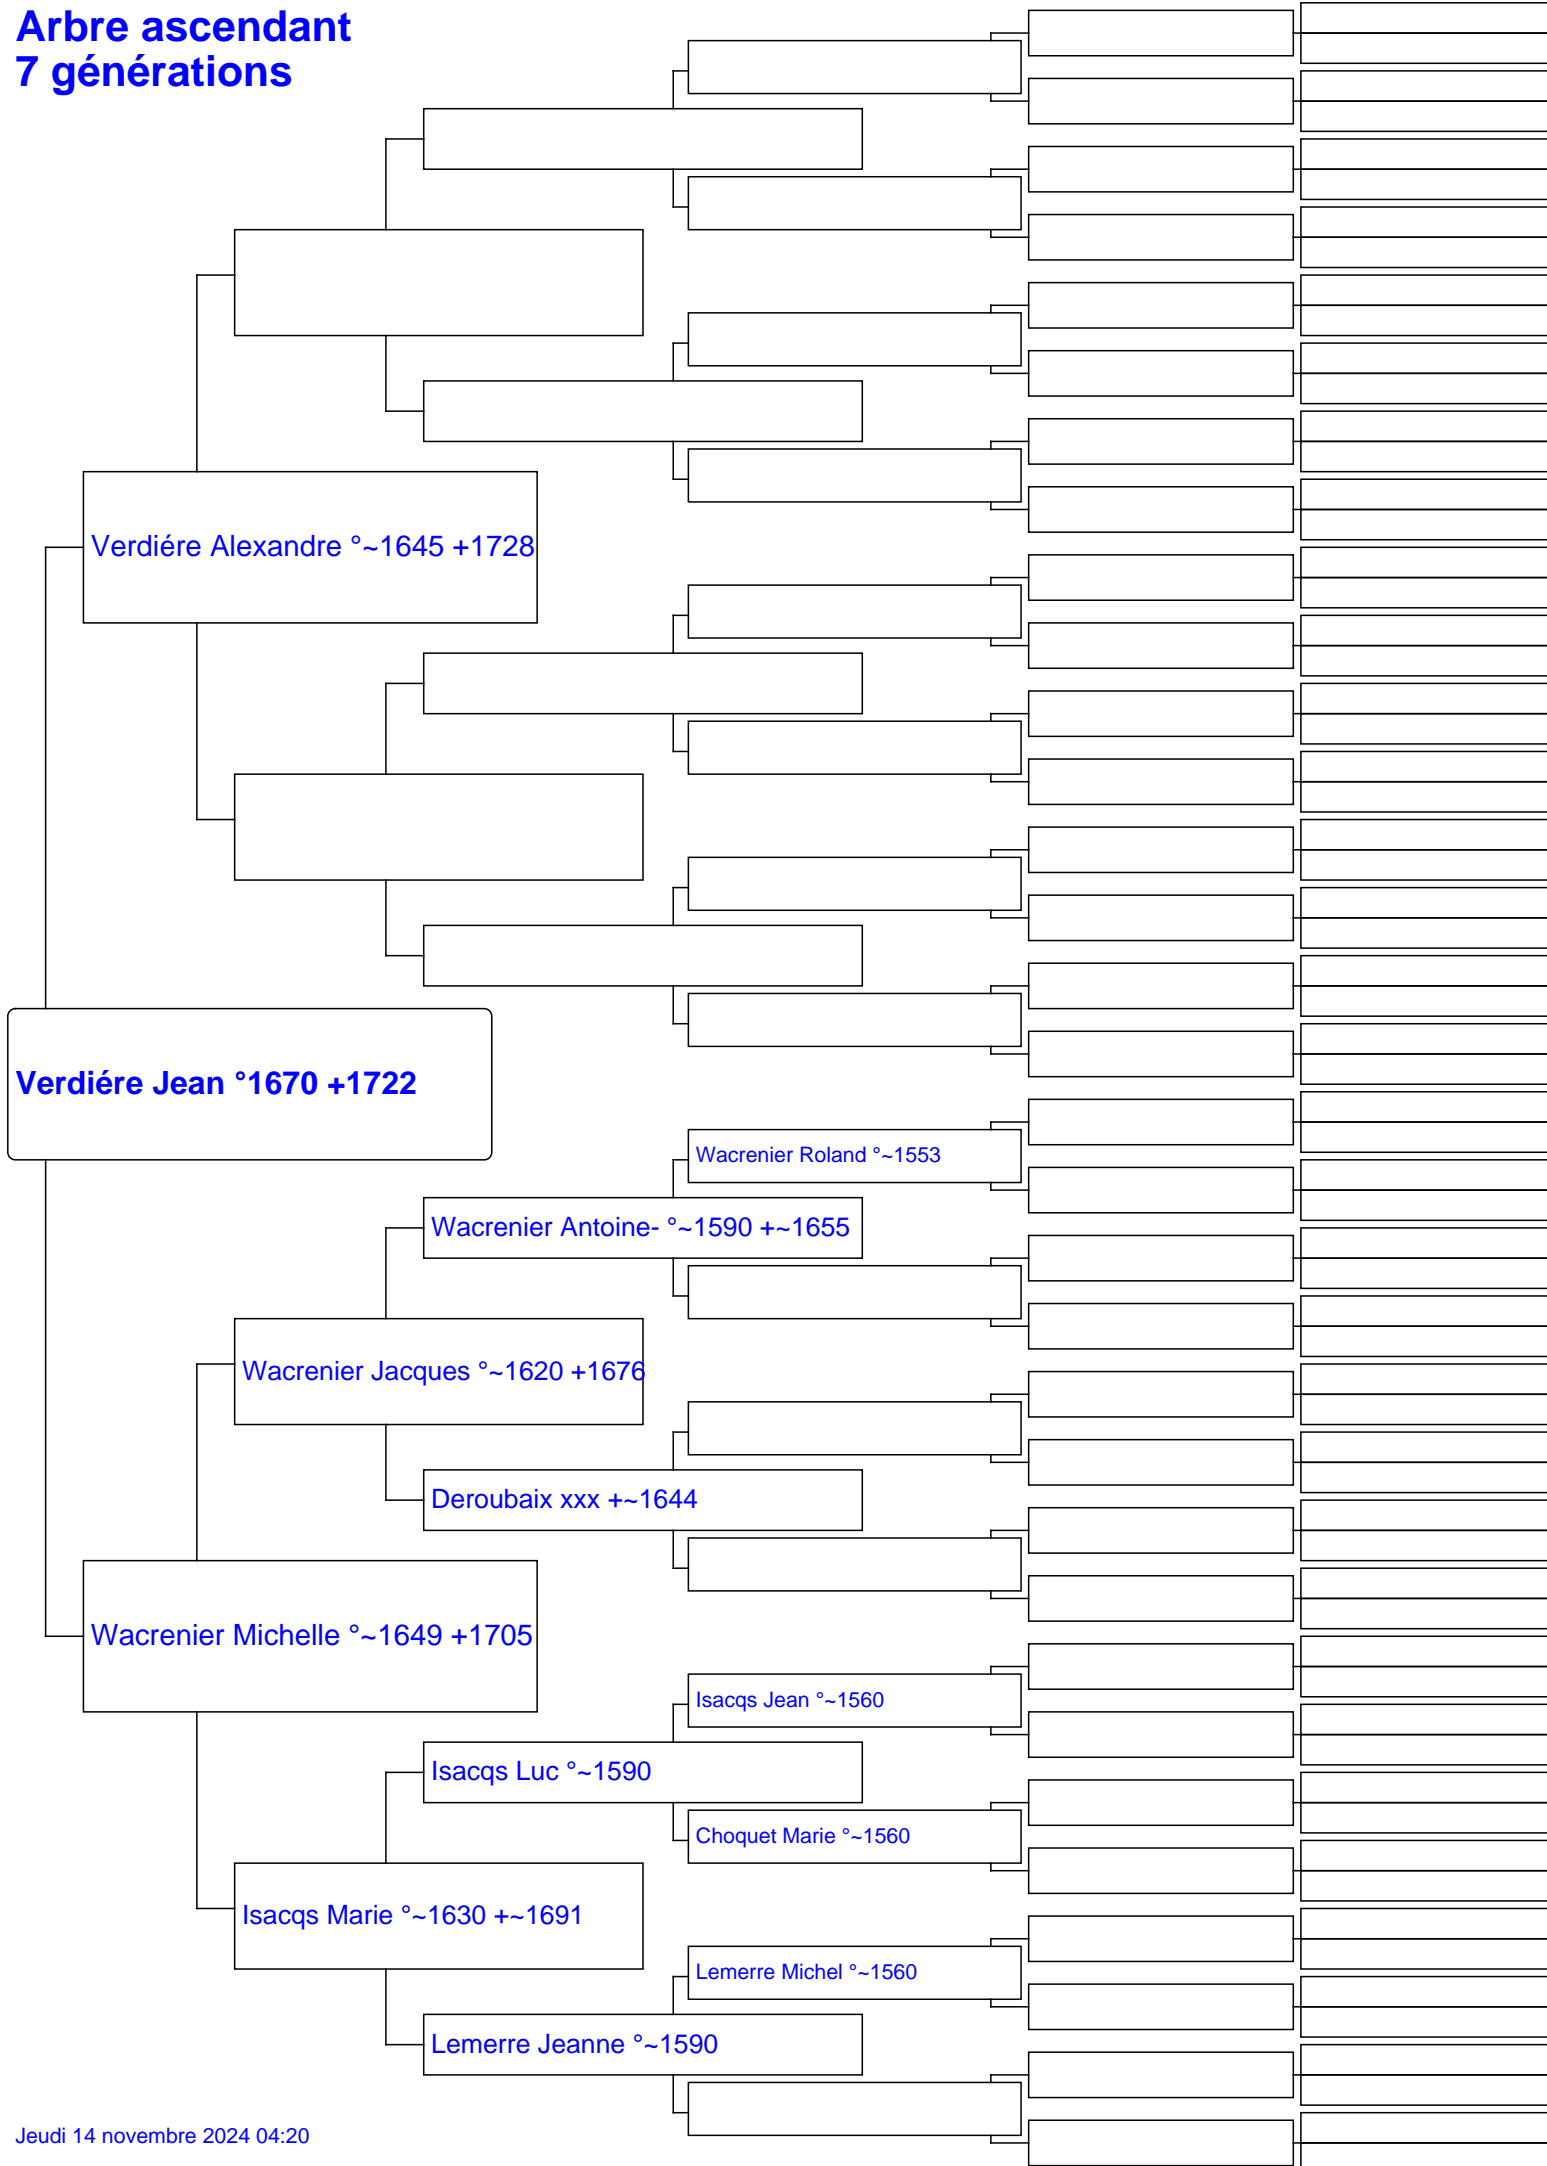 Arbre ascendant
7 générations
Verdiére Alexandre °~1645 +1728
Verdiére Jean °1670 +1722
Wacrenier Roland °~1553
Wacrenier Antoine- °~1590 +~1655
Wacrenier Jacques °~1620 +1676
Deroubaix xxx +~1644
Wacrenier Michelle °~1649 +1705
Isacqs Jean °~1560
Isacqs Luc °~1590
Choquet Marie °~1560
Isacqs Marie °~1630 +~1691
Lemerre Michel °~1560
Lemerre Jeanne °~1590
Jeudi 14 novembre 2024 04:20